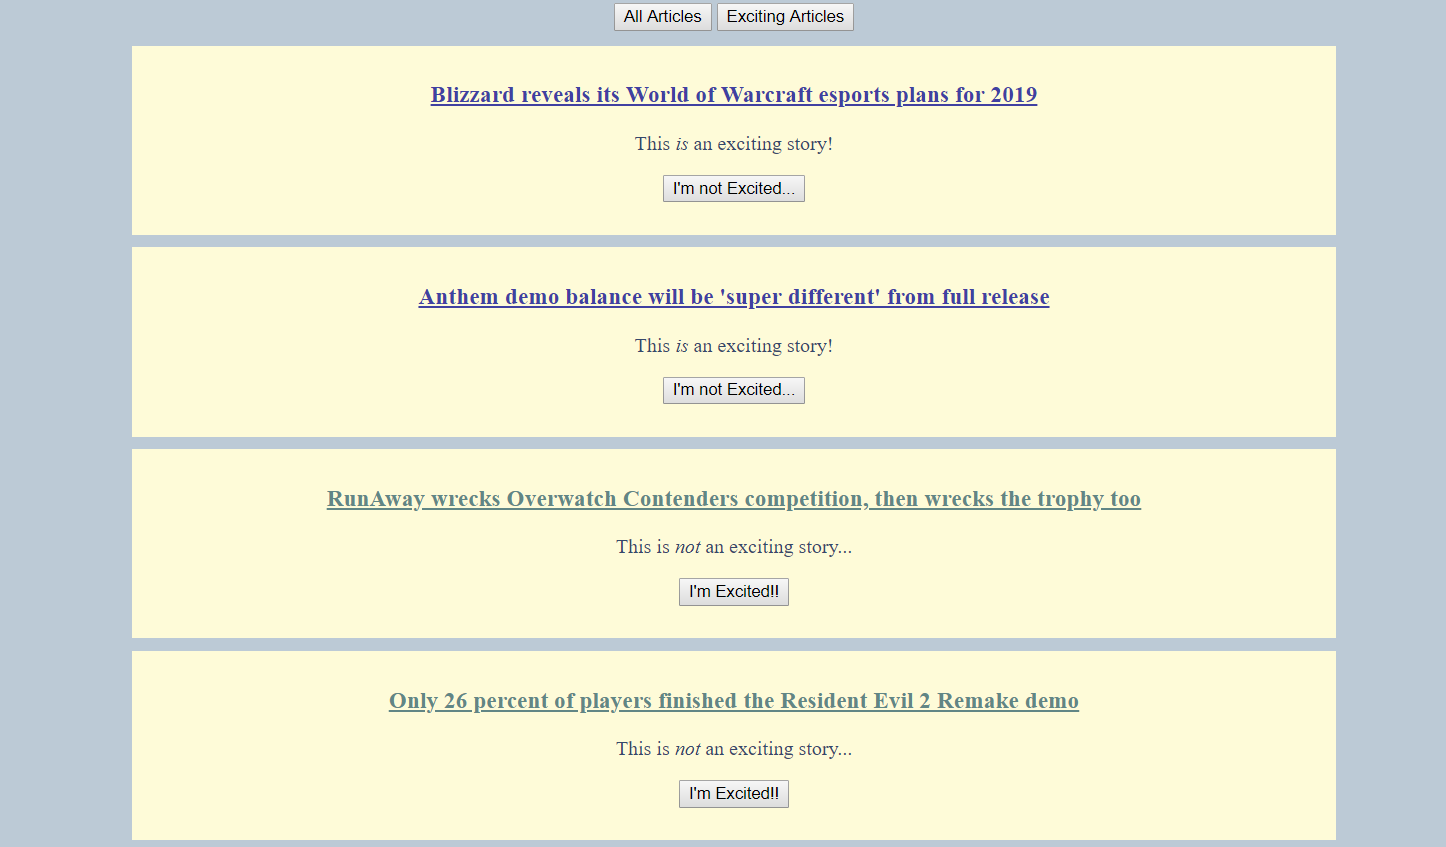 All Articles Exciting Articles
Blizzard reveals its World of Warcraft esports plans for 2019
This is an exciting story!
I'm not Excited...
Anthem demo balance will be 'super different' from full release
This is an exciting story!
I'm not Excited...
RunAway wrecks Overwatch Contenders competition, then wrecks the trophy too
This is not an exciting story...
I'm Excited!!
Only 26 percent of players finished the Resident Evil 2 Remake demo
This is not an exciting story...
I'm Excited!!